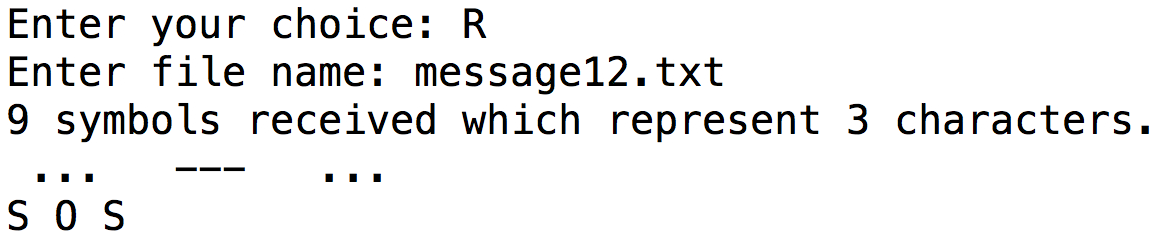 Enter your choice: R
Enter file name: message12.txt
9 symbols received which represent 3 characters.
 ...   ---   ...
S O S